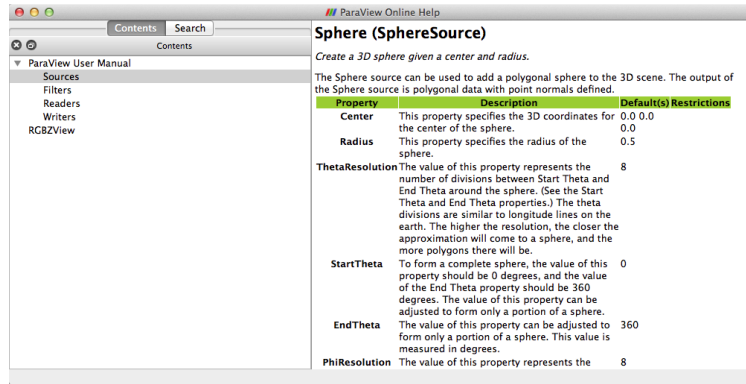 ParaView Online Help
Contents Search
Contents
ParaView User Manual
Sources
Filters
Readers
Writers
RGBZView
Sphere (SphereSource)
Create a 3D sphere given a center and radius.
The Sphere source can be used to add a polygonal sphere to the 3D scene. The output of
the Sphere source is polygonal data with point normals defined.
Property Description Default(s) Restrictions
Center This property specifies the 3D coordinates for 0.0 0.0
the center of the sphere. 0.0
Radius This property specifies the radius of the 0.5
sphere.
ThetaResolution The value of this property represents the 8
number of divisions between Start Theta and
End Theta around the sphere. (See the Start
Theta and End Theta properties.) The theta
divisions are similar to longitude lines on the
earth. The higher the resolution, the closer the
approximation will come to a sphere, and the
more polygons there will be.
StartTheta To form a complete sphere, the value of this 0
property should be 0 degrees, and the value
of the End Theta property should be 360
degrees. The value of this property can be
adjusted to form only a portion of a sphere.
EndTheta The value of this property can be adjusted to 360
form only a portion of a sphere. This value is
measured in degrees.
PhiResolution The value of this property represents the 8